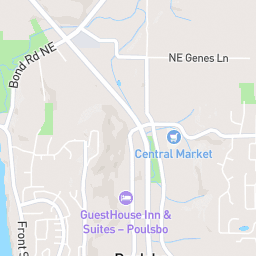 NE Genes Ln
Bond Rd NE
Central Market
GuestHouse Inn &
Suites – Poulsbo
Front S